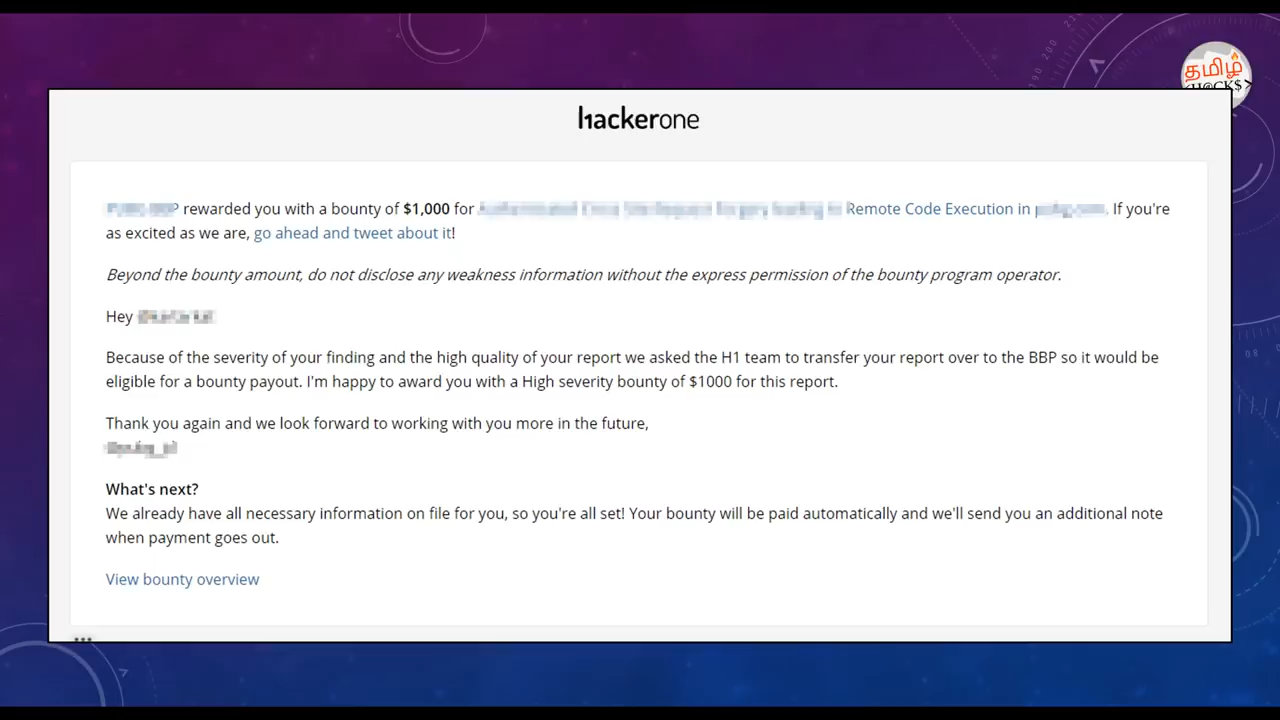 தமிழ்
<H@CK$>
hackerone
rewarded you with a bounty of $1,000 for Remote Code Execution in . If you're
as excited as we are, go ahead and tweet about it!
Beyond the bounty amount, do not disclose any weakness information without the express permission of the bounty program operator.
Hey
Because of the severity of your finding and the high quality of your report we asked the H1 team to transfer your report over to the BBP so it would be
eligible for a bounty payout. I'm happy to award you with a High severity bounty of $1000 for this report.
Thank you again and we look forward to working with you more in the future,
What's next?
We already have all necessary information on file for you, so you're all set! Your bounty will be paid automatically and we'll send you an additional note
when payment goes out.
View bounty overview
•••